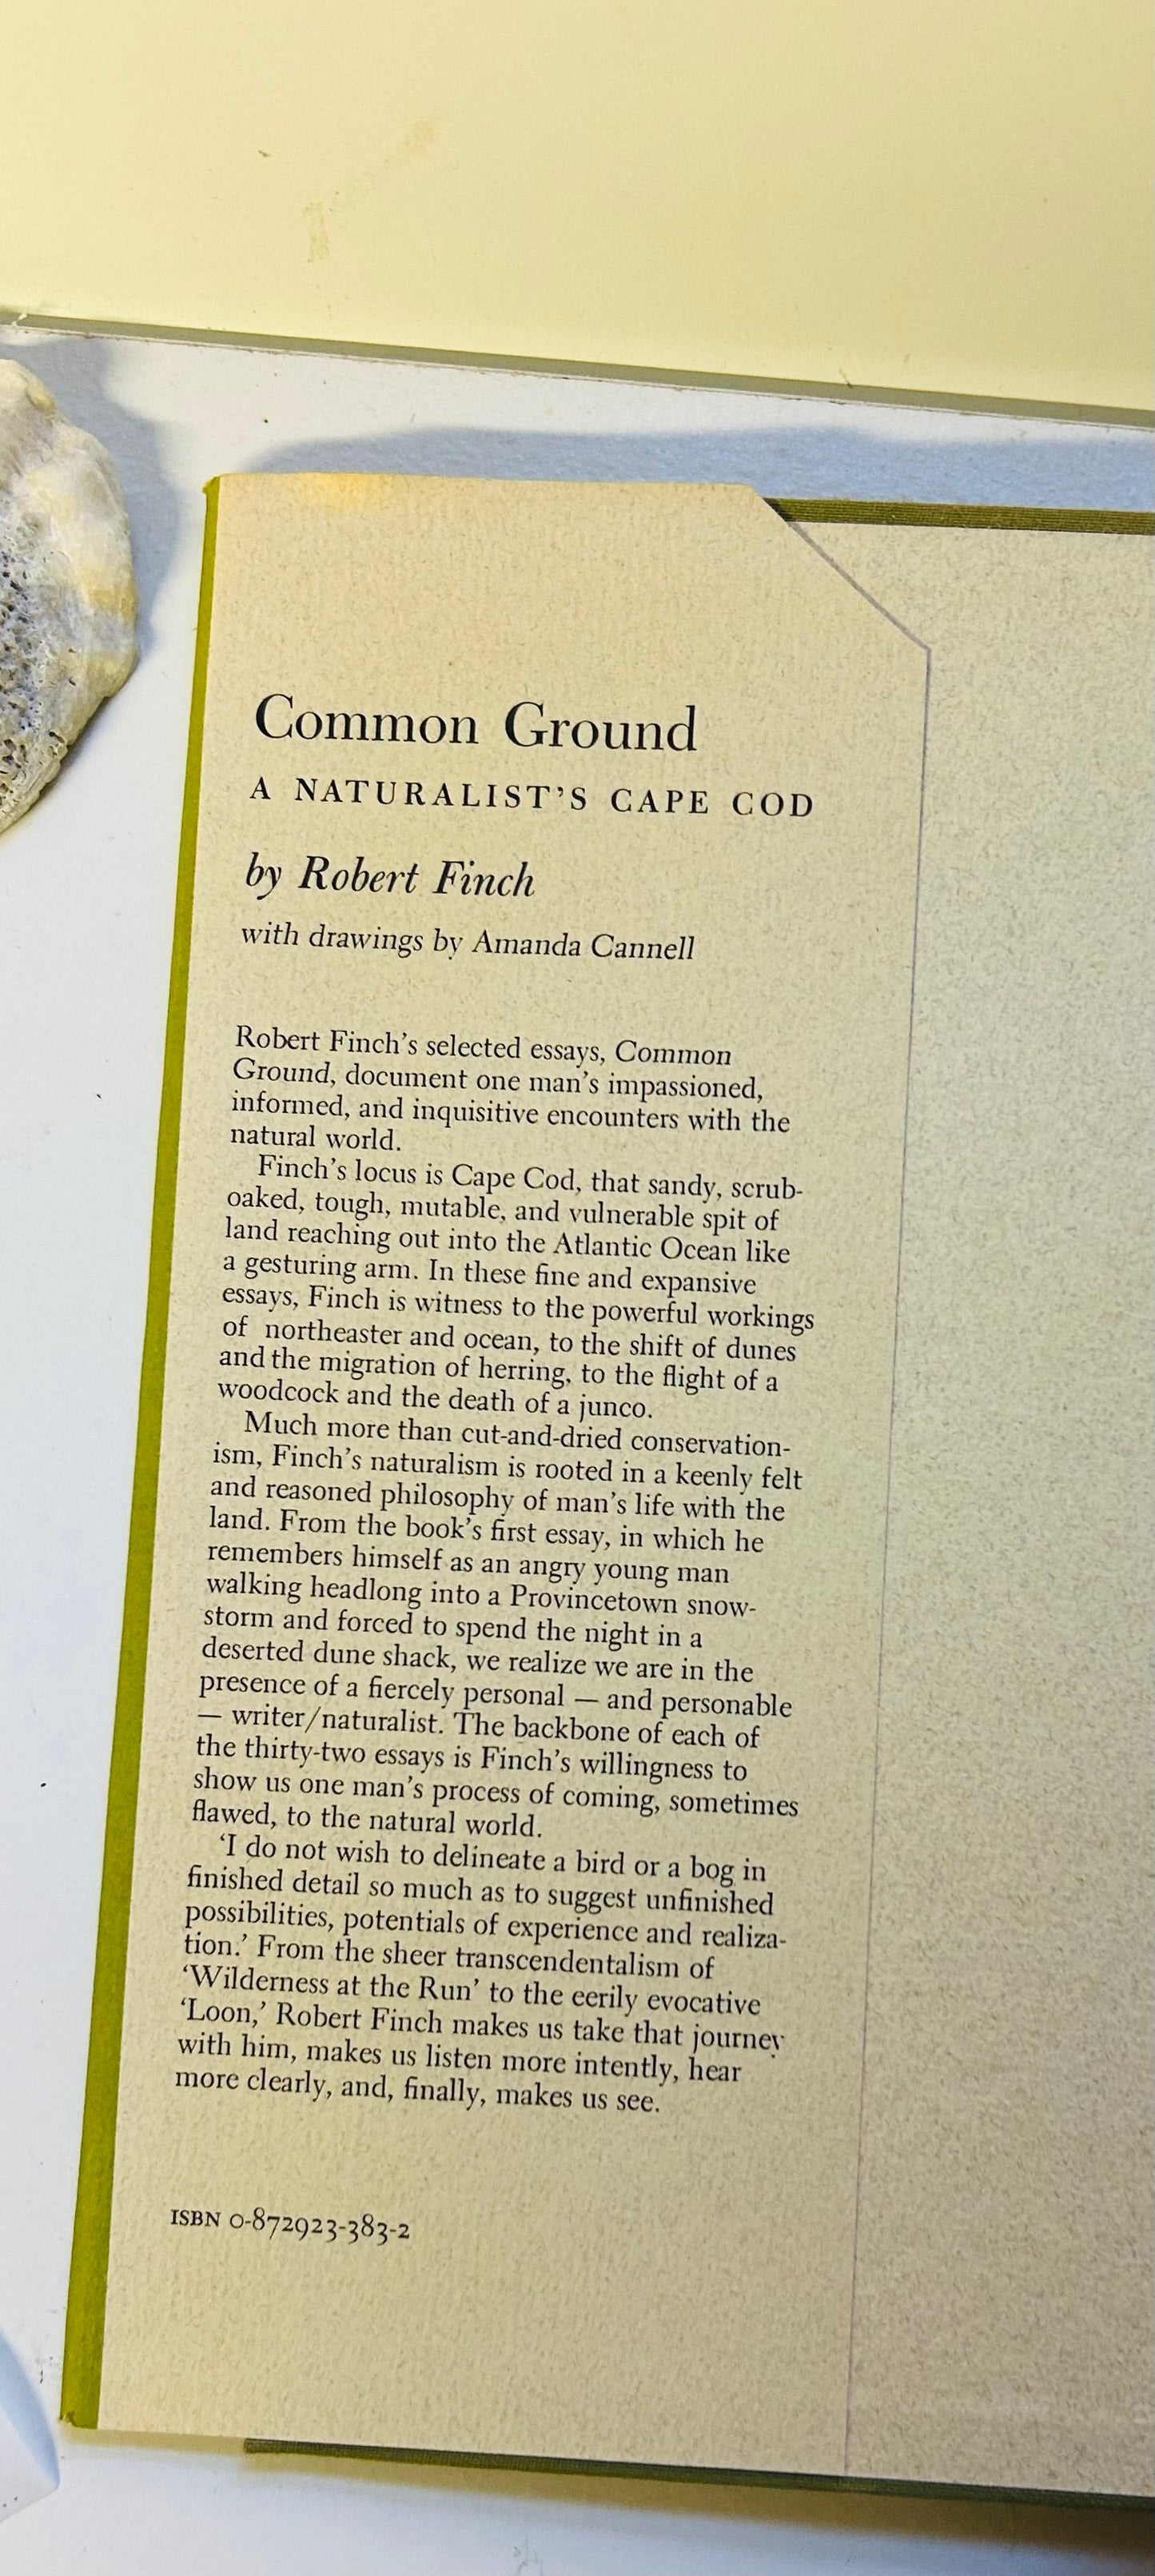 Common Ground
A NATURALIST'S CAPE COD
by Robert Finch
with drawings by Amanda Cannell
Robert Finch's selected essays, Common
Ground, document one man's impassioned,
informed, and inquisitive encounters with the
natural world.
Finch's locus is Cape Cod, that sandy, scrub-
oaked, tough, mutable, and vulnerable spit of
land reaching out into the Atlantic Ocean like
a gesturing arm. In these fine and expansive
essays, Finch is witness to the powerful workings
of northeaster and ocean, to the shift of dunes
and the migration of herring, to the flight of a
woodcock and the death of a junco.
Much more than cut-and-dried conservation-
ism, Finch's naturalism is rooted in a keenly felt
and reasoned philosophy of man's life with the
land. From the book's first essay, in which he
remembers himself as an angry young man
walking headlong into a Provincetown snow-
storm and forced to spend the night in a
deserted dune shack, we realize we are in the
presence of a fiercely personal — and personable
— writer/naturalist. The backbone of each of
the thirty-two essays is Finch's willingness to
show us one man's process of coming, sometimes
flawed, to the natural world.
'I do not wish to delineate a bird or a bog in
finished detail so much as to suggest unfinished
possibilities, potentials of experience and realiza-
tion.' From the sheer transcendentalism of
'Wilderness at the Run' to the eerily evocative
'Loon,' Robert Finch makes us take that journey
with him, makes us listen more intently, hear
more clearly, and, finally, makes us see.
ISBN 0-872923-383-2